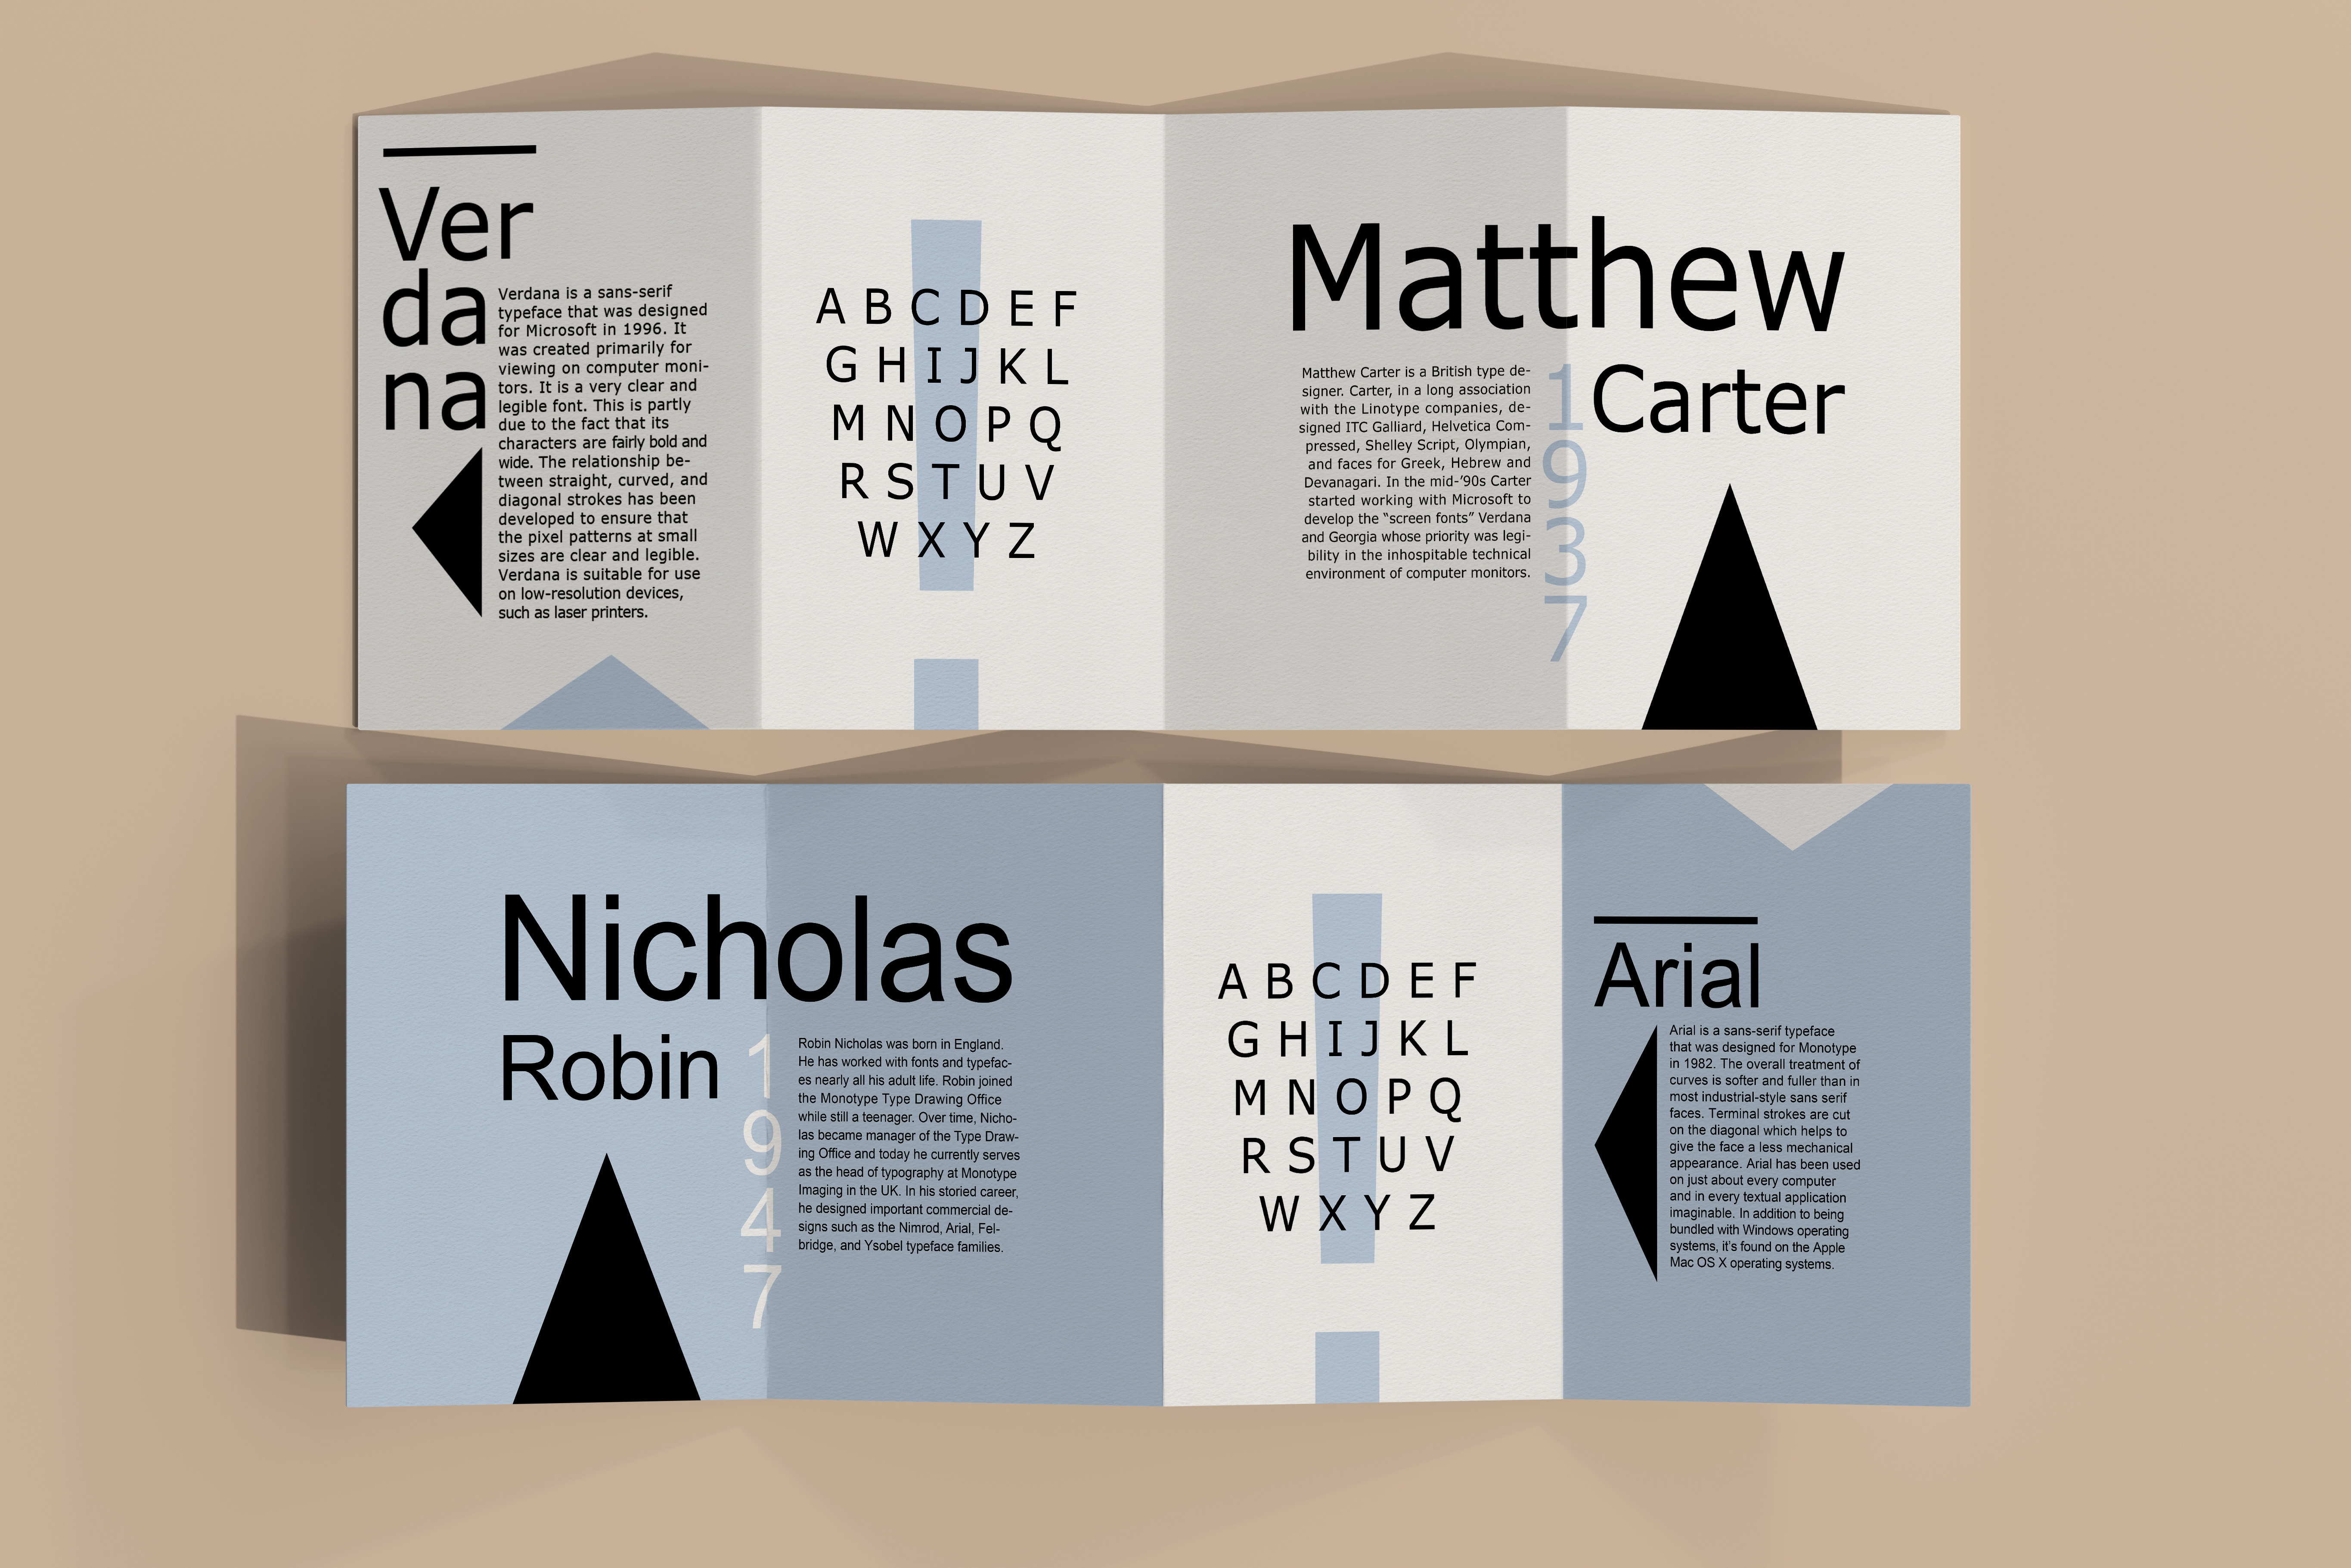 Ver
da
na
Verdana is a sans-serif
typeface that was designed
for Microsoft in 1996. It
was created primarily for
viewing on computer moni-
tors. It is a very clear and
legible font. This is partly
due to the fact that its
characters are fairly bold and
wide. The relationship be-
tween straight, curved, and
diagonal strokes has been
developed to ensure that
the pixel patterns at small
sizes are clear and legible.
Verdana is suitable for use
on low-resolution devices,
such as laser printers.
A B C D E F
G H I J K L
M N O P Q
R S T U V
W X Y Z
Matthew
Carter
Matthew Carter is a British type de-
signer. Carter, in a long association
with the Linotype companies, de-
signed ITC Galliard, Helvetica Com-
pressed, Shelley Script, Olympian,
and faces for Greek, Hebrew and
Devanagari. In the mid-’90s Carter
started working with Microsoft to
develop the “screen fonts” Verdana
and Georgia whose priority was legi-
bility in the inhospitable technical
environment of computer monitors.
1
9
3
7
Nicholas
Robin
1
9
4
7
Robin Nicholas was born in England.
He has worked with fonts and typefac-
es nearly all his adult life. Robin joined
the Monotype Type Drawing Office
while still a teenager. Over time, Nicho-
las became manager of the Type Draw-
ing Office and today he currently serves
as the head of typography at Monotype
Imaging in the UK. In his storied career,
he designed important commercial de-
signs such as the Nimrod, Arial, Fel-
bridge, and Ysobel typeface families.
A B C D E F
G H I J K L
M N O P Q
R S T U V
W X Y Z
Arial
Arial is a sans-serif typeface
that was designed for Monotype
in 1982. The overall treatment of
curves is softer and fuller than in
most industrial-style sans serif
faces. Terminal strokes are cut
on the diagonal which helps to
give the face a less mechanical
appearance. Arial has been used
on just about every computer
and in every textual application
imaginable. In addition to being
bundled with Windows operating
systems, it’s found on the Apple
Mac OS X operating systems.